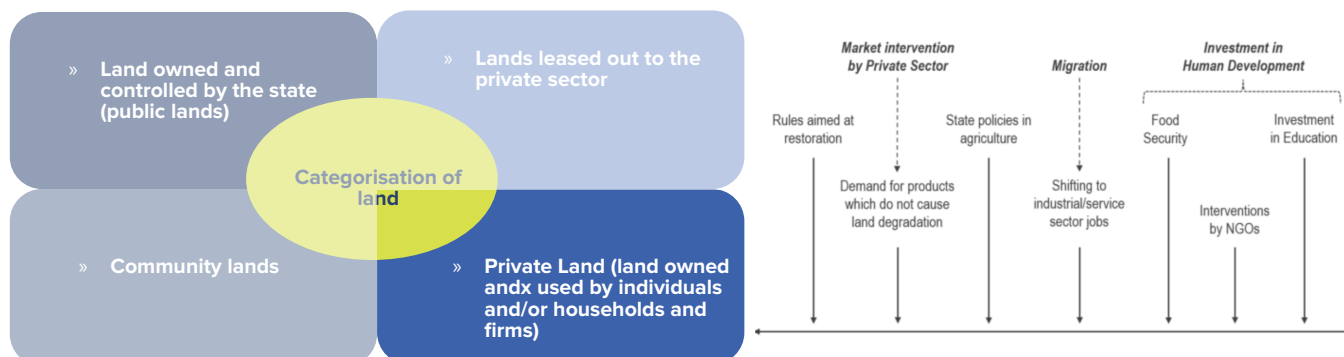 » Land owned and
controlled by the state
(public lands)
» Lands leased out to the
private sector
Categorisation of
land
» Community lands
» Private Land (land owned
andx used by individuals
and/or households and
firms)
Market intervention
by Private Sector
Migration
Investment in
Human Development
Rules aimed at
restoration
State policies in
agriculture
Food
Security
Investment
in Education
Demand for products
which do not cause
land degradation
Shifting to
industrial/service
sector jobs
Interventions
by NGOs